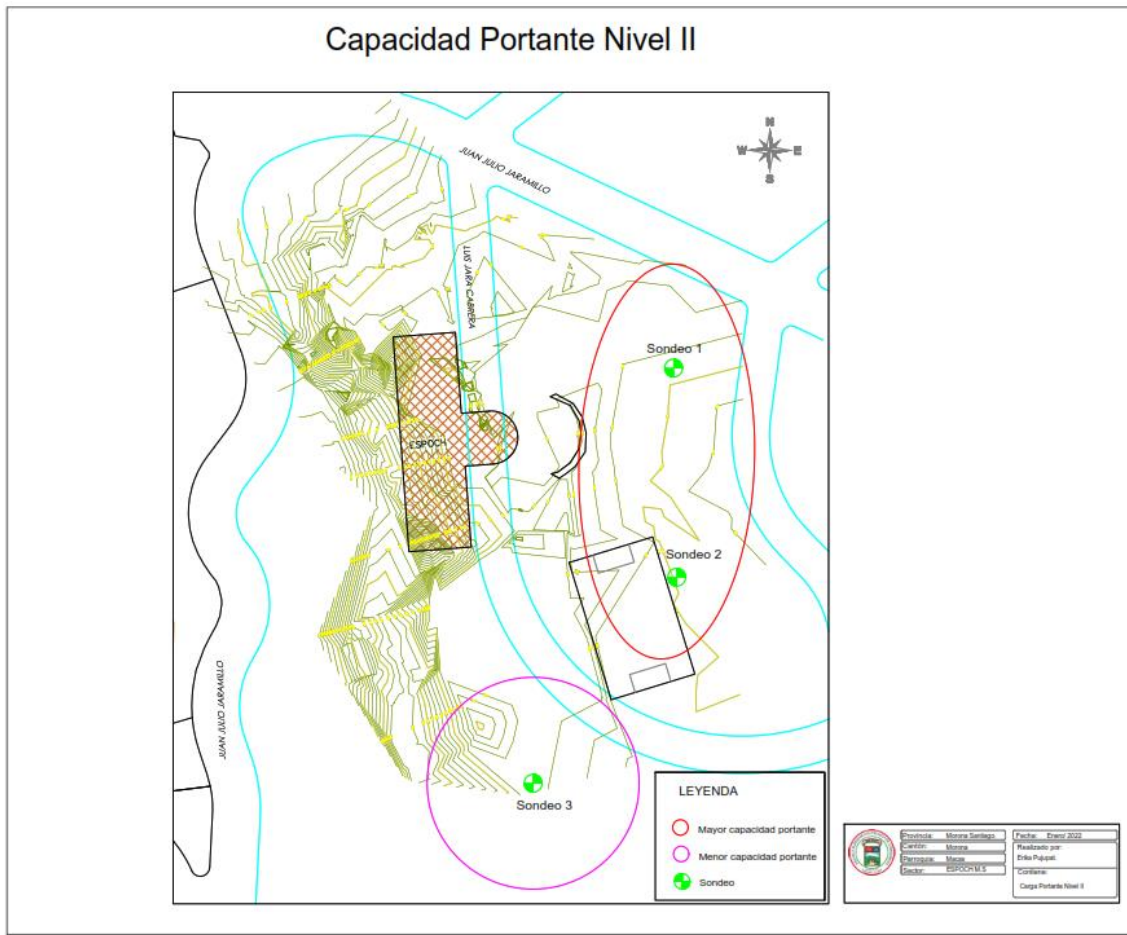 Capacidad Portante Nivel II
N
W E
S
JUAN JULIO JARAMILLO
LUIS JARA CABRERA
Sondeo 1
ESPOCH
Sondeo 2
JUAN JULIO JARAMILLO
Sondeo 3
LEYENDA
Mayor capacidad portante
Menor capacidad portante
Sondeo
Provincia: Morona Santiago
Cantón: Morona
Parroquia: Macas
Sector: ESPOCH M.S
Fecha: Enero/ 2022
Realizado por:
Erika Pujupat.
Contiene:
Carga Portante Nivel II